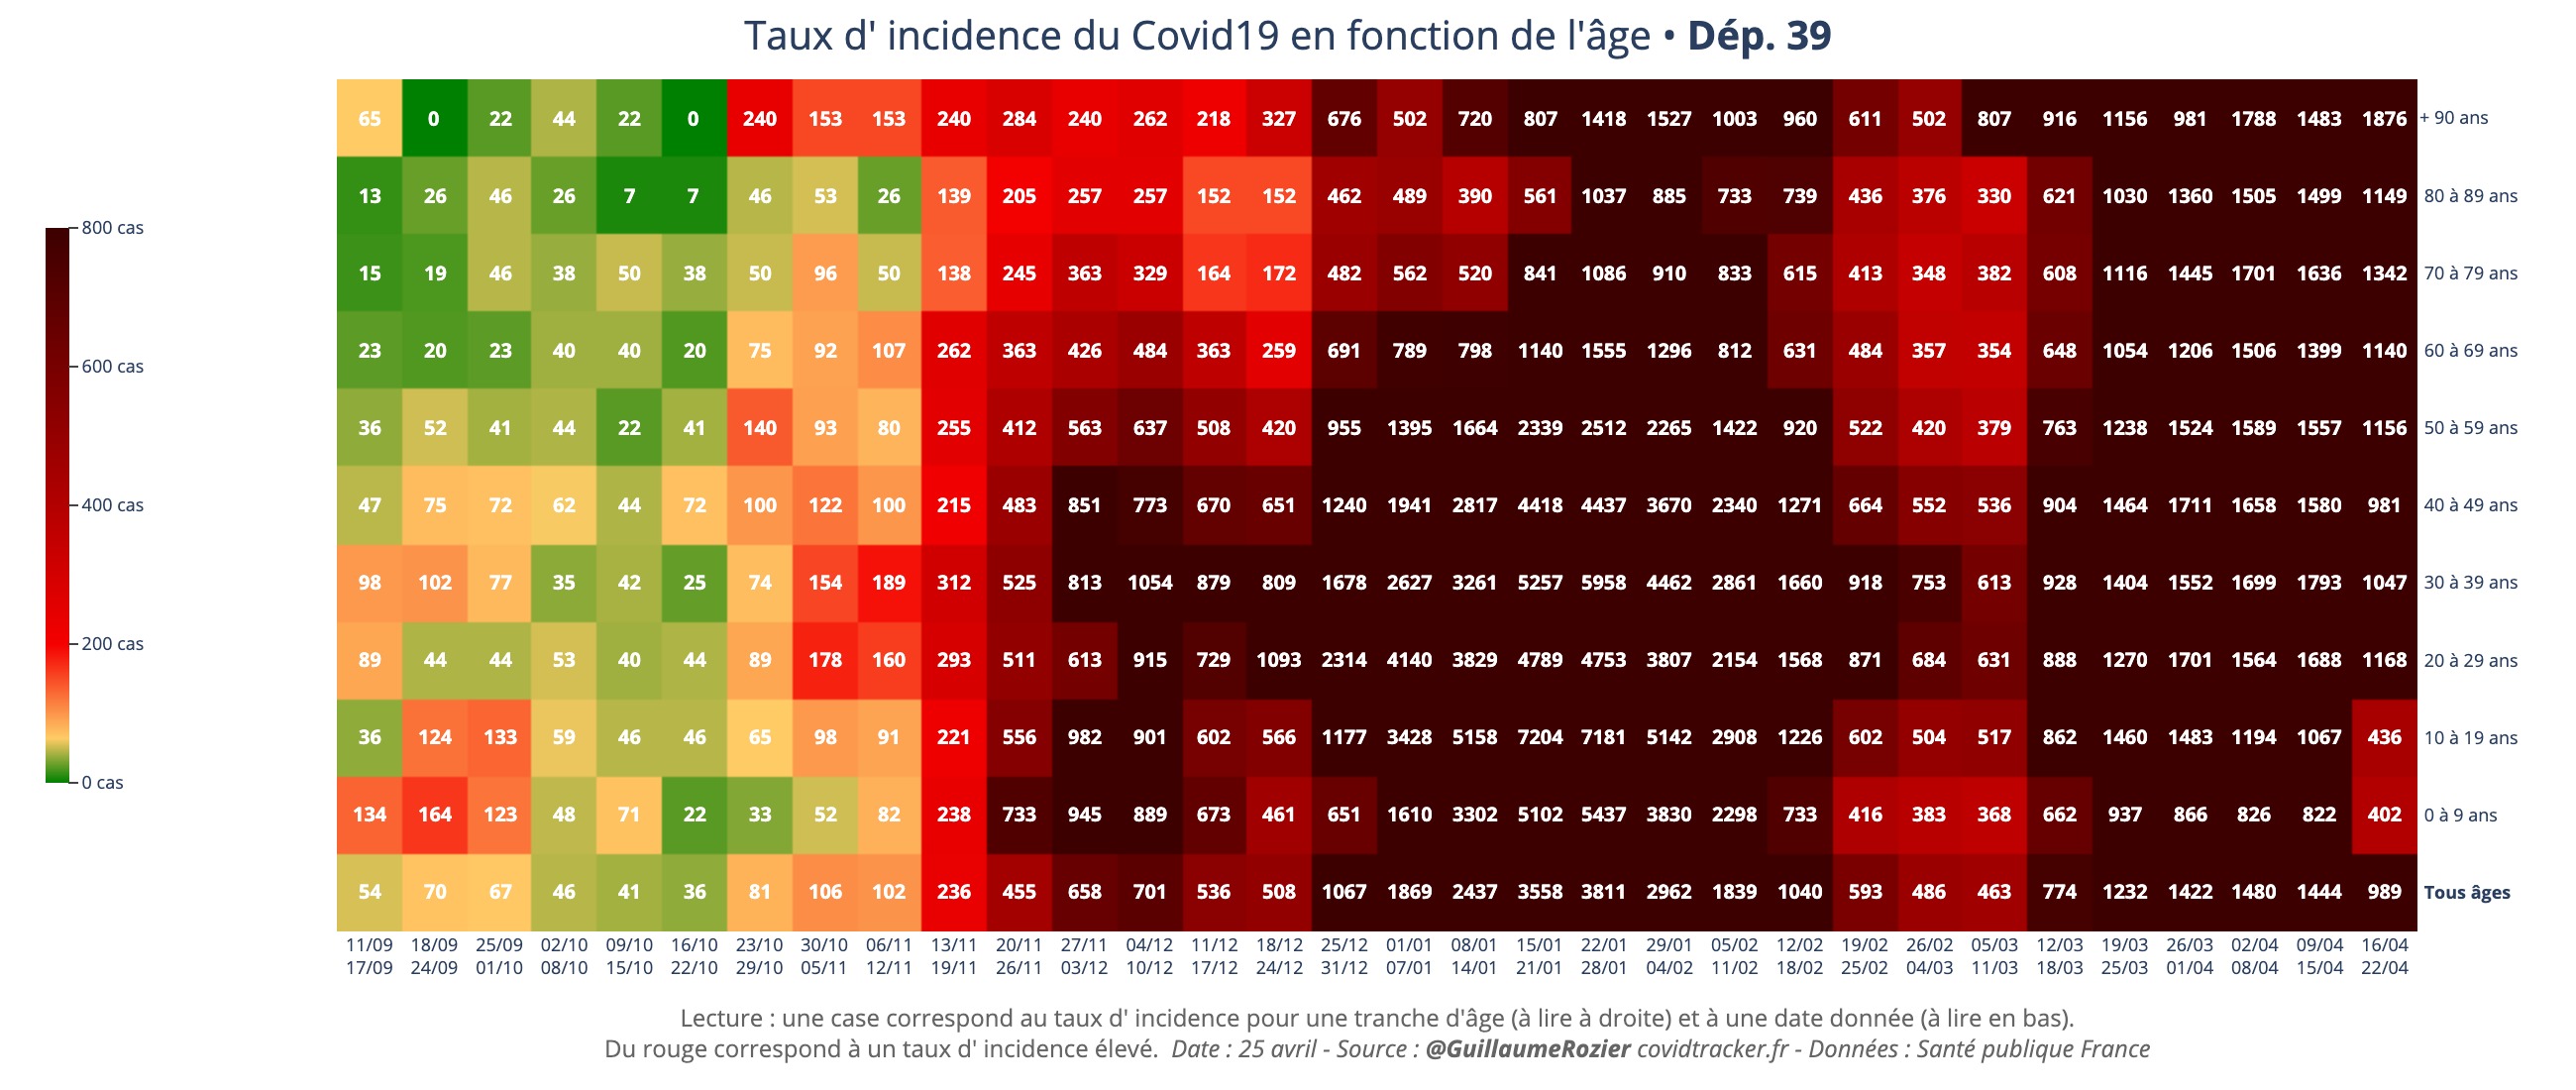 Taux d' incidence du Covid19 en fonction de l'âge • Dép. 39
800 cas
600 cas
400 cas
200 cas
0 cas
65 0 22 44 22 0 240 153 153 240 284 240 262 218 327 676 502 720 807 1418 1527 1003 960 611 502 807 916 1156 981 1788 1483 1876 + 90 ans
13 26 46 26 7 7 46 53 26 139 205 257 257 152 152 462 489 390 561 1037 885 733 739 436 376 330 621 1030 1360 1505 1499 1149 80 à 89 ans
15 19 46 38 50 38 50 96 50 138 245 363 329 164 172 482 562 520 841 1086 910 833 615 413 348 382 608 1116 1445 1701 1636 1342 70 à 79 ans
23 20 23 40 40 20 75 92 107 262 363 426 484 363 259 691 789 798 1140 1555 1296 812 631 484 357 354 648 1054 1206 1506 1399 1140 60 à 69 ans
36 52 41 44 22 41 140 93 80 255 412 563 637 508 420 955 1395 1664 2339 2512 2265 1422 920 522 420 379 763 1238 1524 1589 1557 1156 50 à 59 ans
47 75 72 62 44 72 100 122 100 215 483 851 773 670 651 1240 1941 2817 4418 4437 3670 2340 1271 664 552 536 904 1464 1711 1658 1580 981 40 à 49 ans
98 102 77 35 42 25 74 154 189 312 525 813 1054 879 809 1678 2627 3261 5257 5958 4462 2861 1660 918 753 613 928 1404 1552 1699 1793 1047 30 à 39 ans
89 44 44 53 40 44 89 178 160 293 511 613 915 729 1093 2314 4140 3829 4789 4753 3807 2154 1568 871 684 631 888 1270 1701 1564 1688 1168 20 à 29 ans
36 124 133 59 46 46 65 98 91 221 556 982 901 602 566 1177 3428 5158 7204 7181 5142 2908 1226 602 504 517 862 1460 1483 1194 1067 436 10 à 19 ans
134 164 123 48 71 22 33 52 82 238 733 945 889 673 461 651 1610 3302 5102 5437 3830 2298 733 416 383 368 662 937 866 826 822 402 0 à 9 ans
54 70 67 46 41 36 81 106 102 236 455 658 701 536 508 1067 1869 2437 3558 3811 2962 1839 1040 593 486 463 774 1232 1422 1480 1444 989 Tous âges
11/09 18/09 25/09 02/10 09/10 16/10 23/10 30/10 06/11 13/11 20/11 27/11 04/12 11/12 18/12 25/12 01/01 08/01 15/01 22/01 29/01 05/02 12/02 19/02 26/02 05/03 12/03 19/03 26/03 02/04 09/04 16/04
17/09 24/09 01/10 08/10 15/10 22/10 29/10 05/11 12/11 19/11 26/11 03/12 10/12 17/12 24/12 31/12 07/01 14/01 21/01 28/01 04/02 11/02 18/02 25/02 04/03 11/03 18/03 25/03 01/04 08/04 15/04 22/04
Lecture : une case correspond au taux d' incidence pour une tranche d'âge (à lire à droite) et à une date donnée (à lire en bas).
Du rouge correspond à un taux d' incidence élevé. Date : 25 avril - Source : @GuillaumeRozier covidtracker.fr - Données : Santé publique France